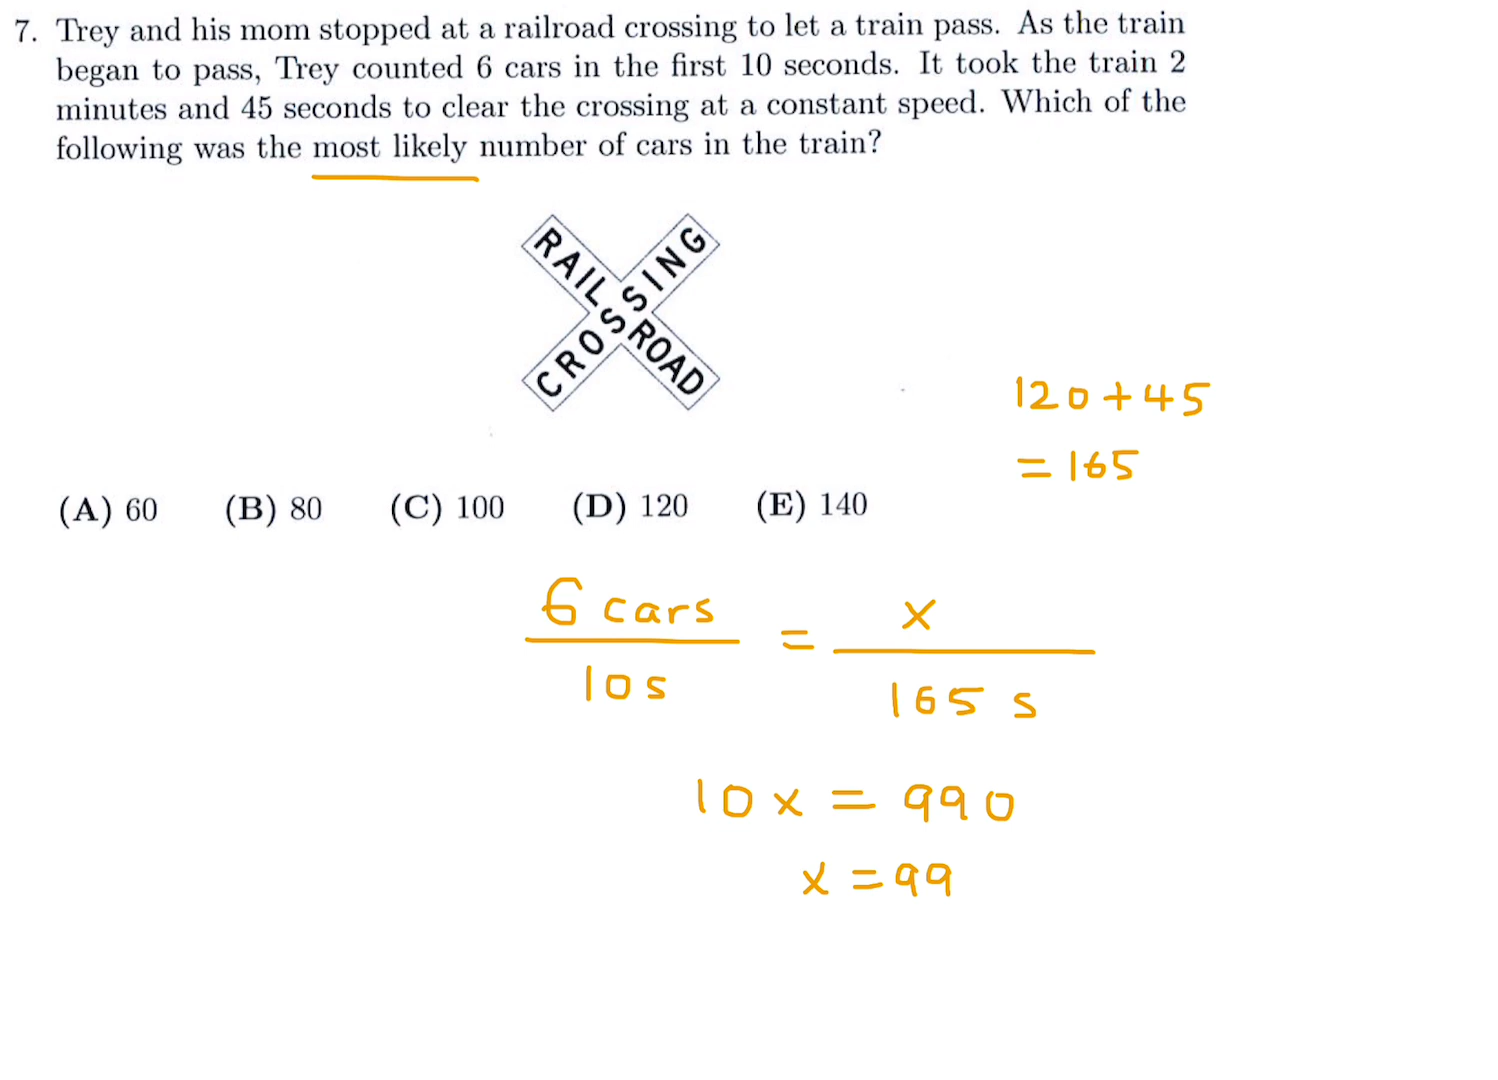 7. Trey and his mom stopped at a railroad crossing to let a train pass. As the train
began to pass, Trey counted 6 cars in the first 10 seconds. It took the train 2
minutes and 45 seconds to clear the crossing at a constant speed. Which of the
following was the most likely number of cars in the train?
RAILROAD
CROSSING
120 + 45
= 165
(A) 60 (B) 80 (C) 100 (D) 120 (E) 140
6 cars / 10 s = x / 165 s
10x = 990
x = 99